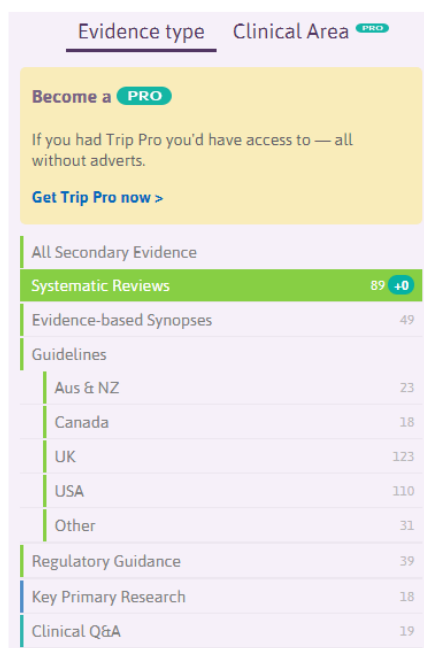 Evidence type Clinical Area PRO
Become a PRO
If you had Trip Pro you'd have access to — all
without adverts.
Get Trip Pro now >
All Secondary Evidence
Systematic Reviews 89 +0
Evidence-based Synopses 49
Guidelines
Aus & NZ 23
Canada 18
UK 123
USA 110
Other 31
Regulatory Guidance 39
Key Primary Research 18
Clinical Q&A 19